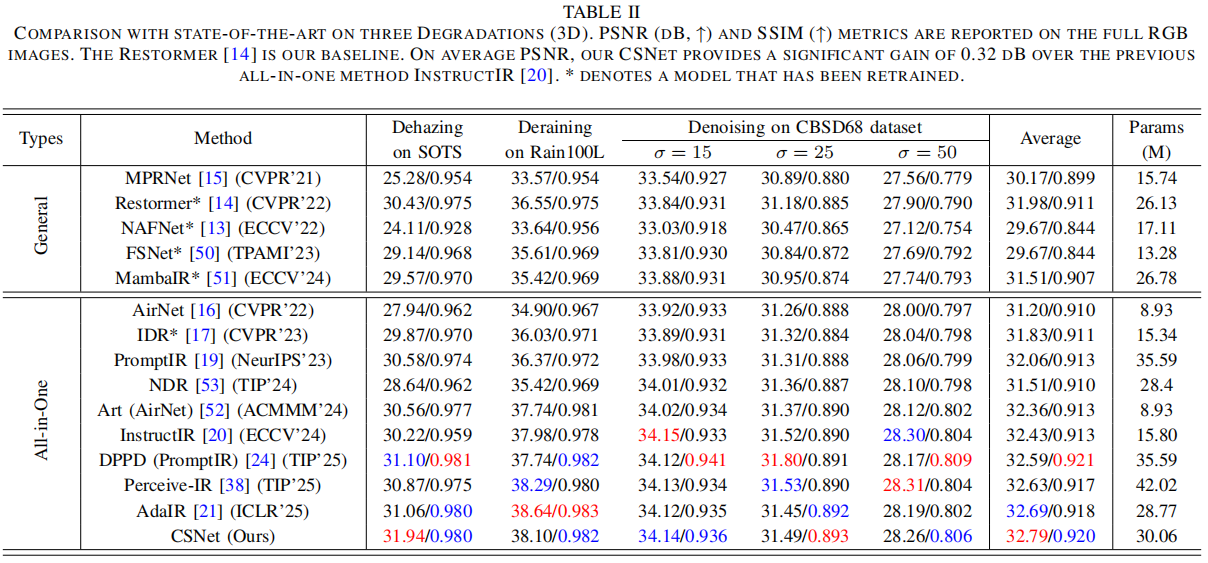 TABLE II
COMPARISON WITH STATE-OF-THE-ART ON THREE DEGRADATIONS (3D). PSNR (DB, ↑) AND SSIM (↑) METRICS ARE REPORTED ON THE FULL RGB
IMAGES. THE RESTORMER [14] IS OUR BASELINE. ON AVERAGE PSNR, OUR CSNET PROVIDES A SIGNIFICANT GAIN OF 0.32 DB OVER THE PREVIOUS
ALL-IN-ONE METHOD INSTRUCTIR [20]. * DENOTES A MODEL THAT HAS BEEN RETRAINED.
Types Method Dehazing on SOTS Deraining on Rain100L Denoising on CBSD68 dataset Average Params (M)
σ = 15 σ = 25 σ = 50
General
MPRNet [15] (CVPR'21) 25.28/0.954 33.57/0.954 33.54/0.927 30.89/0.880 27.56/0.779 30.17/0.899 15.74
Restormer* [14] (CVPR'22) 30.43/0.975 36.55/0.975 33.84/0.931 31.18/0.885 27.90/0.790 31.98/0.911 26.13
NAFNet* [13] (ECCV'22) 24.11/0.928 33.64/0.956 33.03/0.918 30.47/0.865 27.12/0.754 29.67/0.844 17.11
FSNet* [50] (TPAMI'23) 29.14/0.968 35.61/0.969 33.81/0.930 30.84/0.872 27.69/0.792 29.67/0.844 13.28
MambaIR* [51] (ECCV'24) 29.57/0.970 35.42/0.969 33.88/0.931 30.95/0.874 27.74/0.793 31.51/0.907 26.78
All-in-One
AirNet [16] (CVPR'22) 27.94/0.962 34.90/0.967 33.92/0.931 31.26/0.888 28.00/0.797 31.20/0.910 8.93
IDR* [17] (CVPR'23) 29.87/0.970 36.03/0.971 33.89/0.931 31.32/0.884 28.04/0.798 31.83/0.911 15.34
PromptIR [19] (NeurIPS'23) 30.58/0.974 36.37/0.972 33.98/0.933 31.31/0.888 28.06/0.799 32.06/0.913 35.59
NDR [53] (TIP'24) 28.64/0.962 35.42/0.969 34.01/0.932 31.36/0.887 28.10/0.798 31.51/0.910 28.4
Art (AirNet) [52] (ACMMM'24) 30.56/0.977 37.74/0.981 34.02/0.934 31.37/0.890 28.12/0.802 32.36/0.913 8.93
InstructIR [20] (ECCV'24) 30.22/0.959 37.98/0.978 34.15/0.933 31.52/0.890 28.30/0.804 32.43/0.913 15.80
DPPD (PromptIR) [24] (TIP'25) 31.10/0.981 37.74/0.982 34.12/0.941 31.80/0.891 28.17/0.809 32.59/0.921 35.59
Perceive-IR [38] (TIP'25) 30.87/0.975 38.29/0.980 34.13/0.934 31.53/0.890 28.31/0.804 32.63/0.917 42.02
AdaIR [21] (ICLR'25) 31.06/0.980 38.64/0.983 34.12/0.935 31.45/0.892 28.19/0.802 32.69/0.918 28.77
CSNet (Ours) 31.94/0.980 38.10/0.982 34.14/0.936 31.49/0.893 28.26/0.806 32.79/0.920 30.06